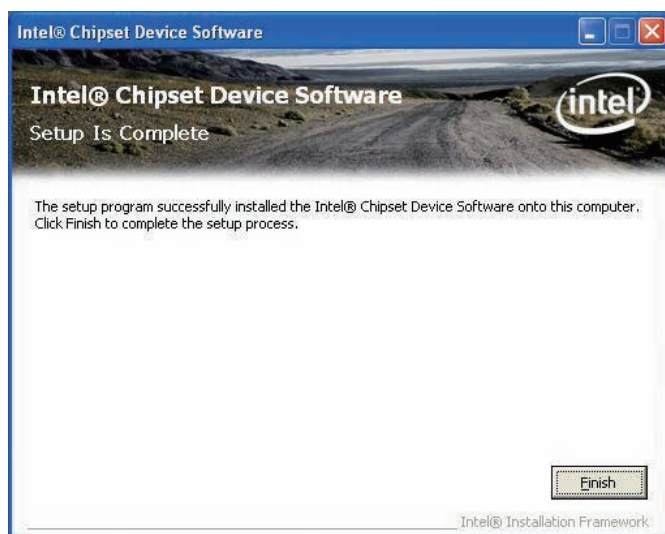 Intel® Chipset Device Software
Intel® Chipset Device Software
intel
Setup Is Complete
The setup program successfully installed the Intel® Chipset Device Software onto this computer.
Click Finish to complete the setup process.
Finish
Intel® Installation Framework